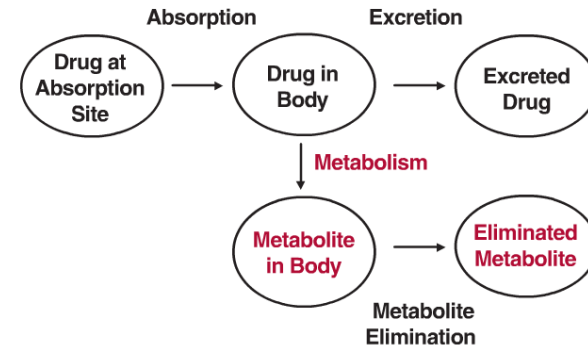 Absorption
Excretion
Drug at
Absorption
Site
Drug in
Body
Excreted
Drug
Metabolism
Metabolite
in Body
Eliminated
Metabolite
Metabolite
Elimination